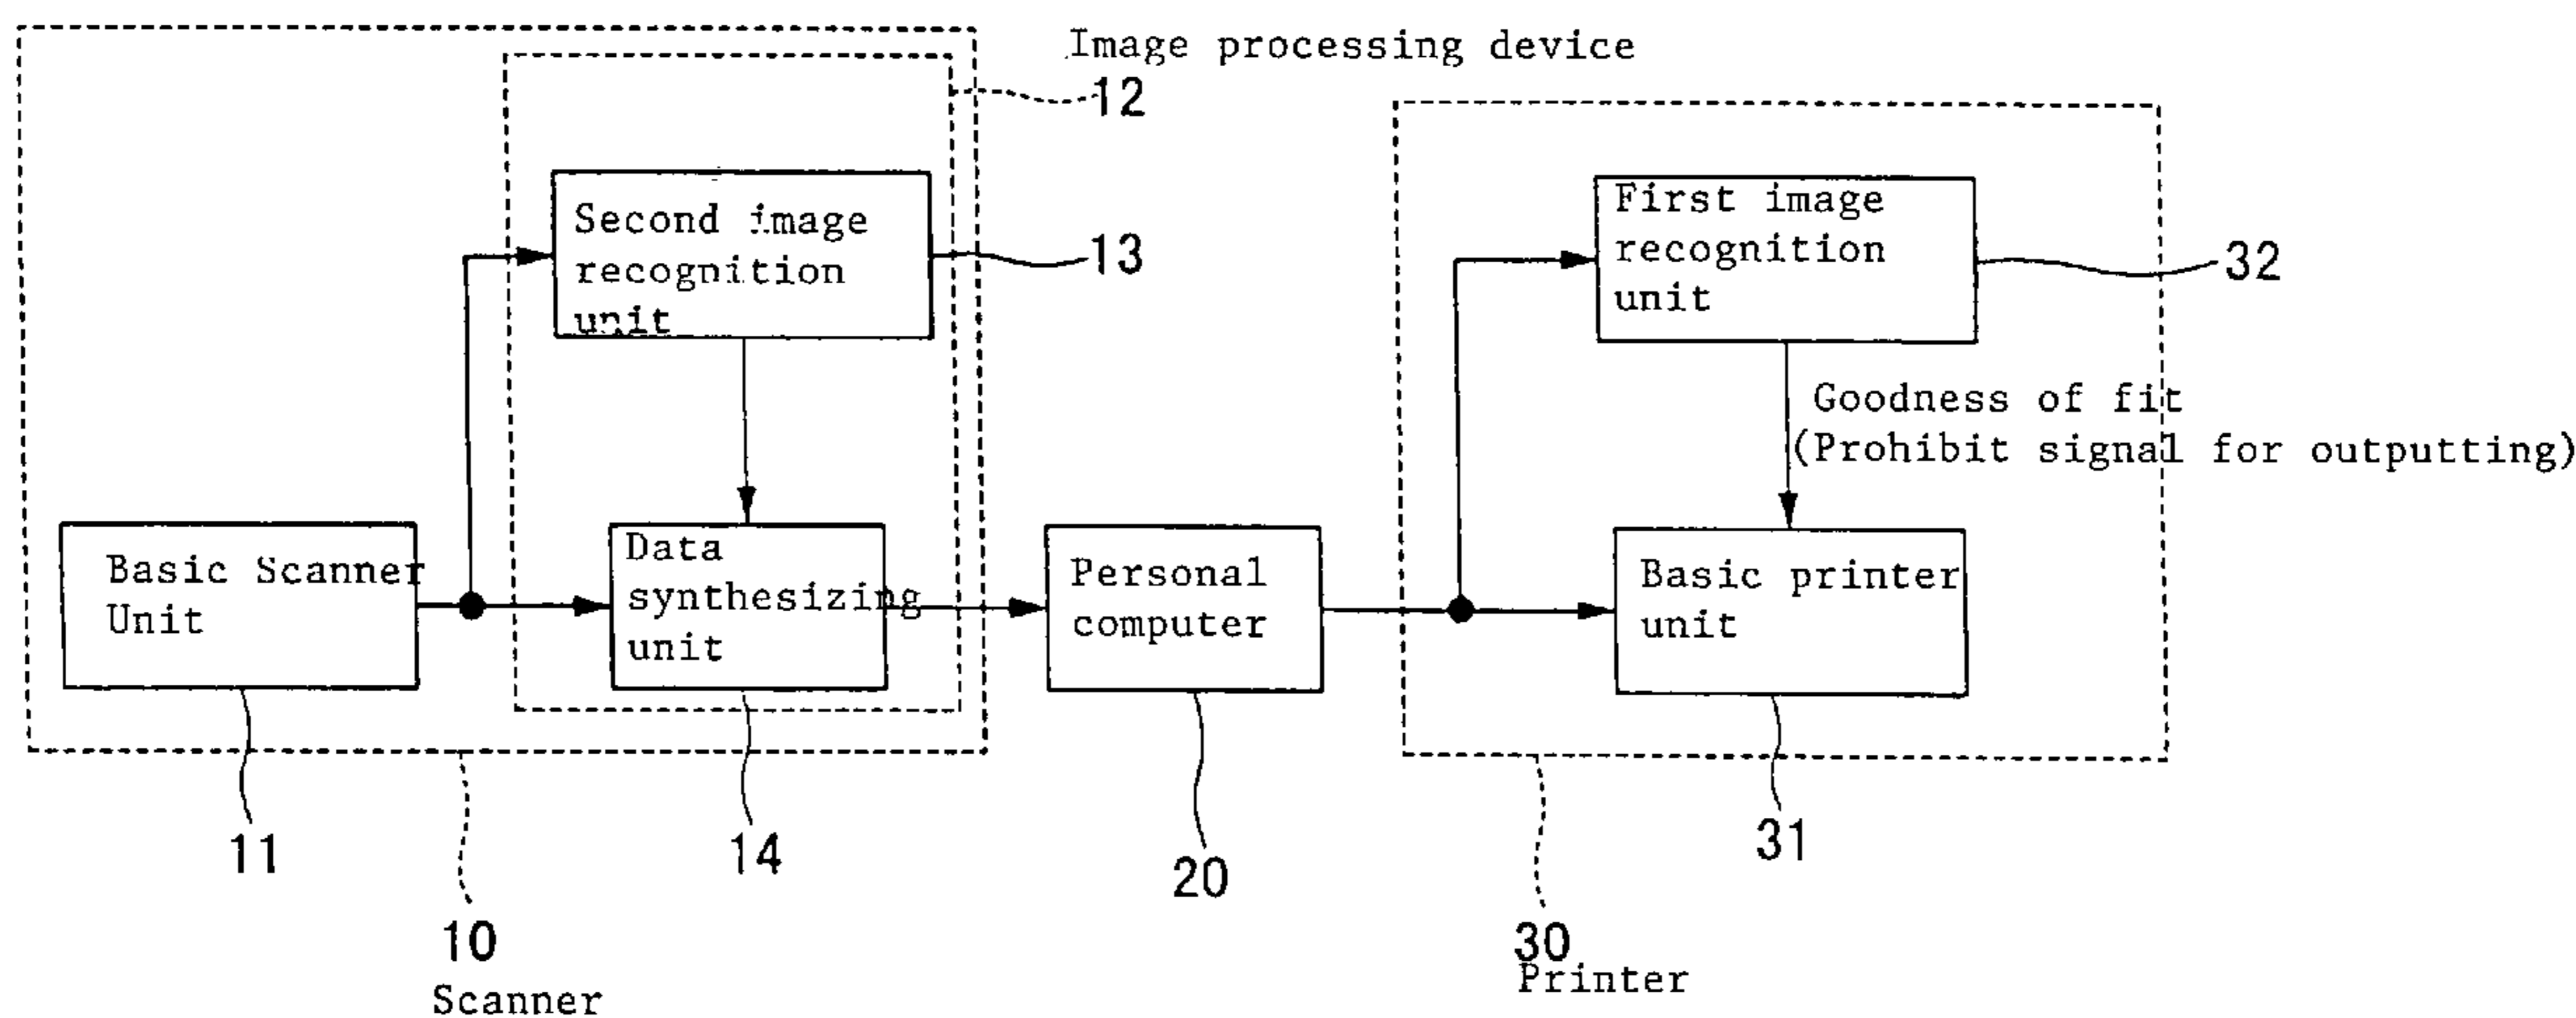 Image processing device
12
Second image
recognition
unit
13
First image
recognition
unit
32
Goodness of fit
(Prohibit signal for outputting)
Basic Scanner
Unit
Data
synthesizing
unit
Personal
computer
Basic printer
unit
11
14
20
31
10
Scanner
30
Printer